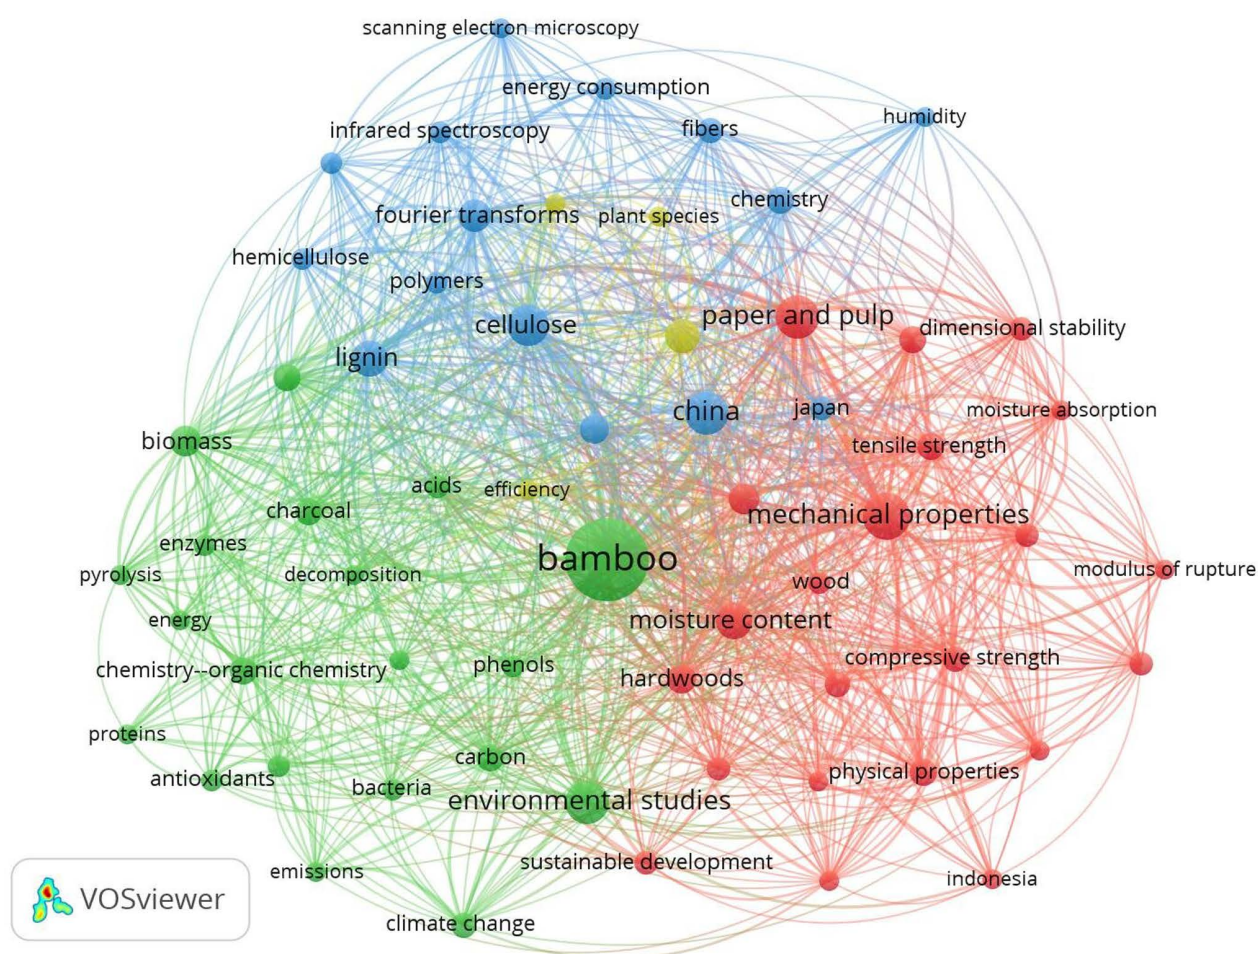 scanning electron microscopy
energy consumption
humidity
infrared spectroscopy
fibers
chemistry
fourier transforms
plant species
hemicellulose
polymers
paper and pulp
cellulose
dimensional stability
lignin
china
japan
moisture absorption
biomass
tensile strength
acids
efficiency
charcoal
mechanical properties
enzymes
bamboo
pyrolysis
decomposition
modulus of rupture
wood
energy
moisture content
compressive strength
phenols
chemistry--organic chemistry
hardwoods
proteins
carbon
physical properties
antioxidants
bacteria
environmental studies
sustainable development
emissions
indonesia
VOSviewer
climate change